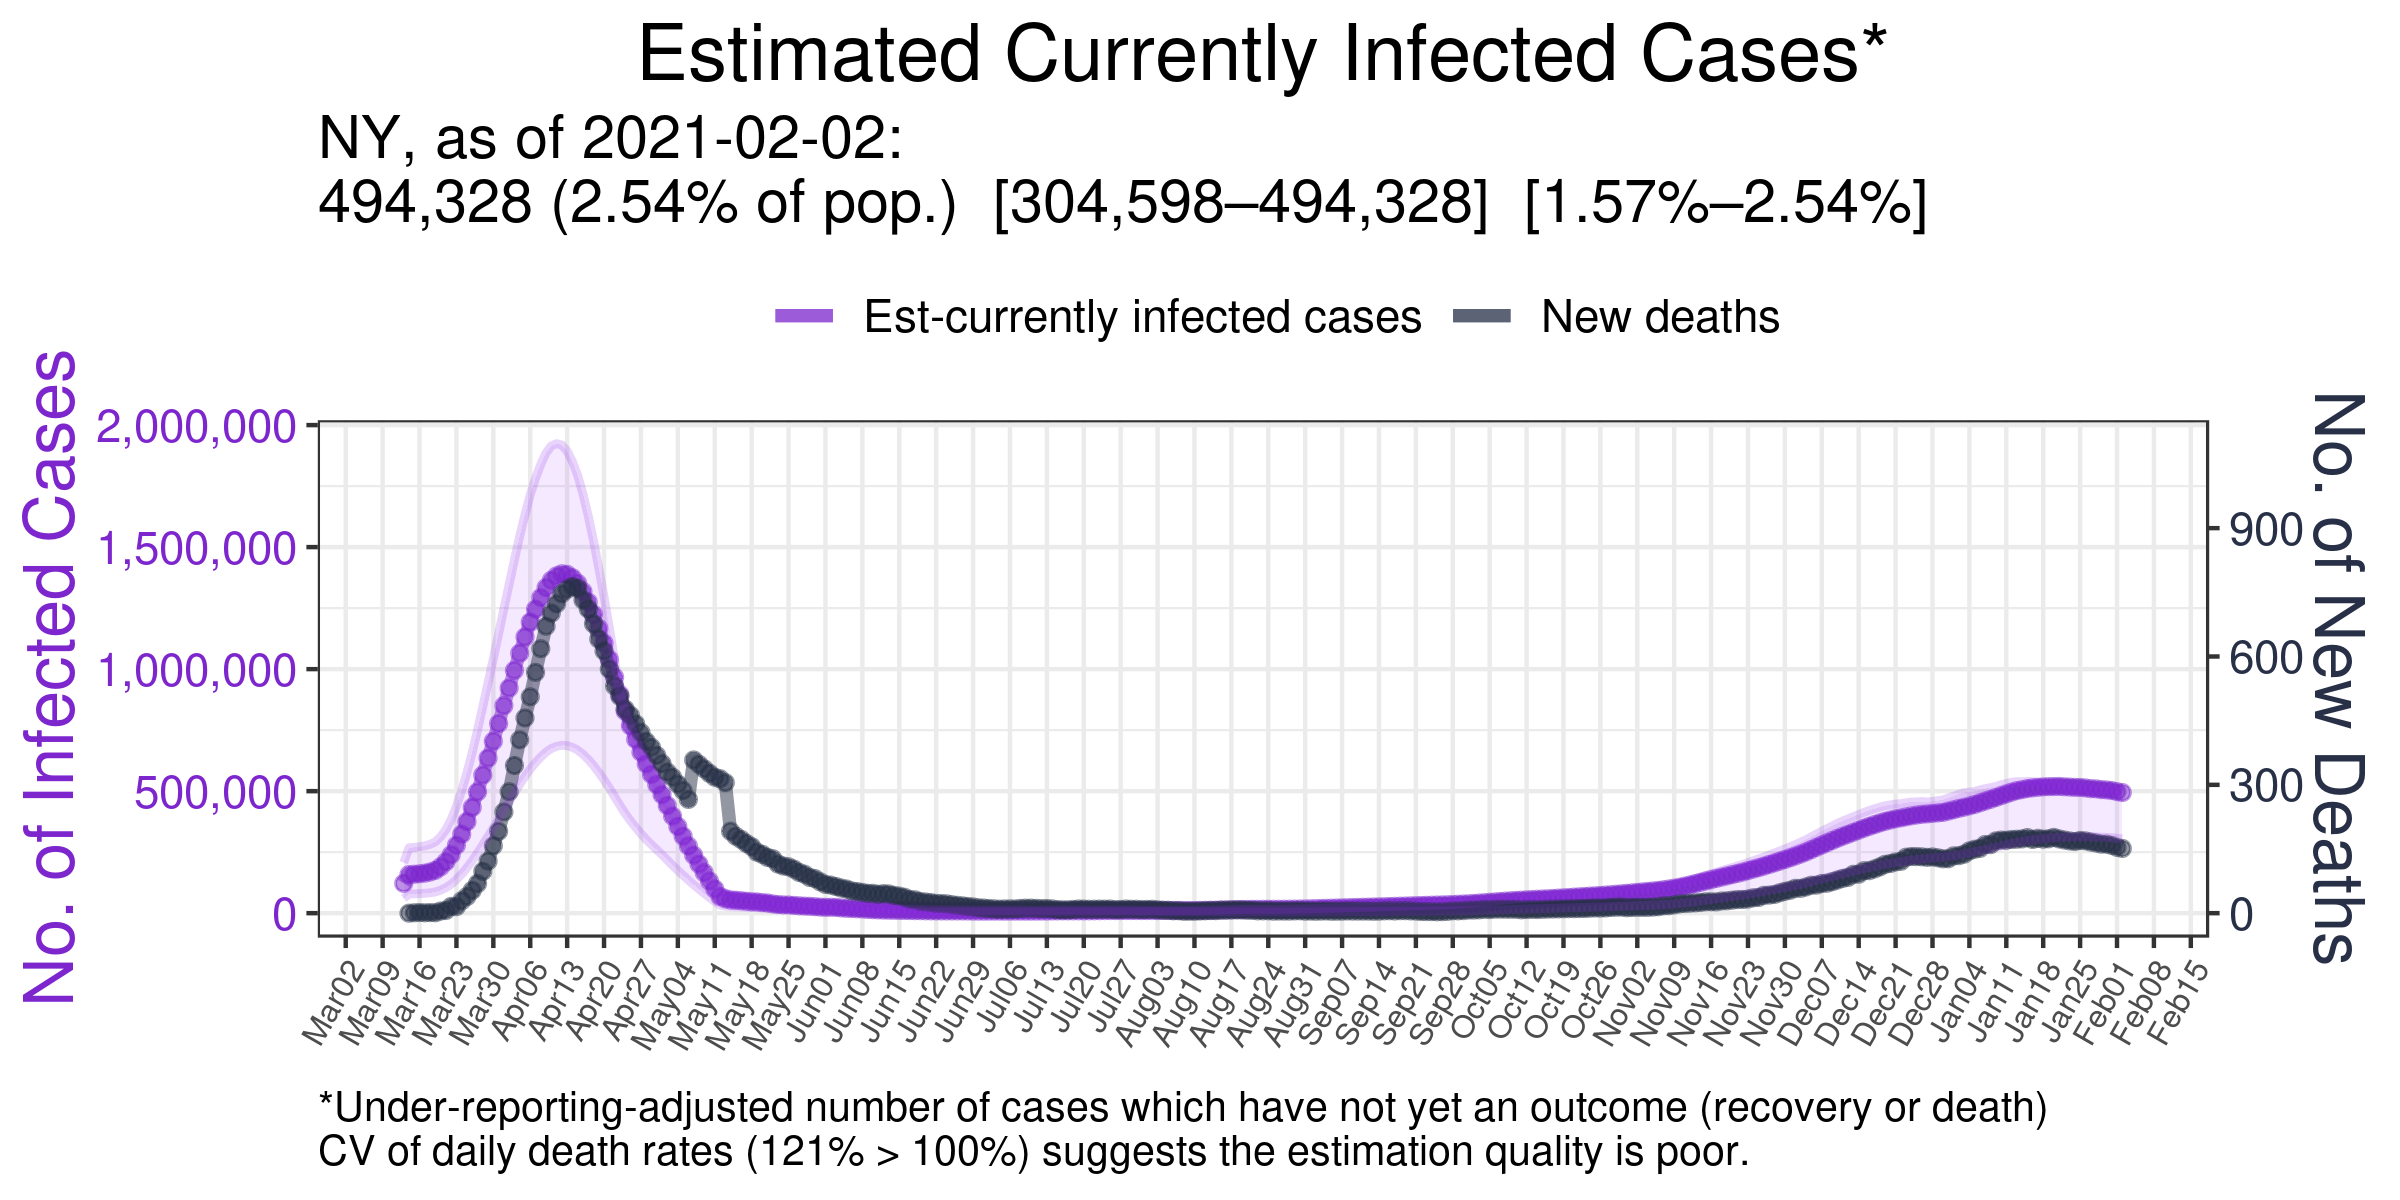 Estimated Currently Infected Cases*
NY, as of 2021-02-02:
494,328 (2.54% of pop.) [304,598–494,328] [1.57%–2.54%]
Est-currently infected cases
New deaths
No. of Infected Cases
2,000,000
1,500,000
1,000,000
500,000
0
900
600
300
0
No. of New Deaths
Mar02
Mar09
Mar16
Mar23
Mar30
Apr06
Apr13
Apr20
Apr27
May04
May11
May18
May25
Jun01
Jun08
Jun15
Jun22
Jun29
Jul06
Jul13
Jul20
Jul27
Aug03
Aug10
Aug17
Aug24
Aug31
Sep07
Sep14
Sep21
Sep28
Oct05
Oct12
Oct19
Oct26
Nov02
Nov09
Nov16
Nov23
Nov30
Dec07
Dec14
Dec21
Dec28
Jan04
Jan11
Jan18
Jan25
Feb01
Feb08
Feb15
*Under-reporting-adjusted number of cases which have not yet an outcome (recovery or death)
CV of daily death rates (121% > 100%) suggests the estimation quality is poor.